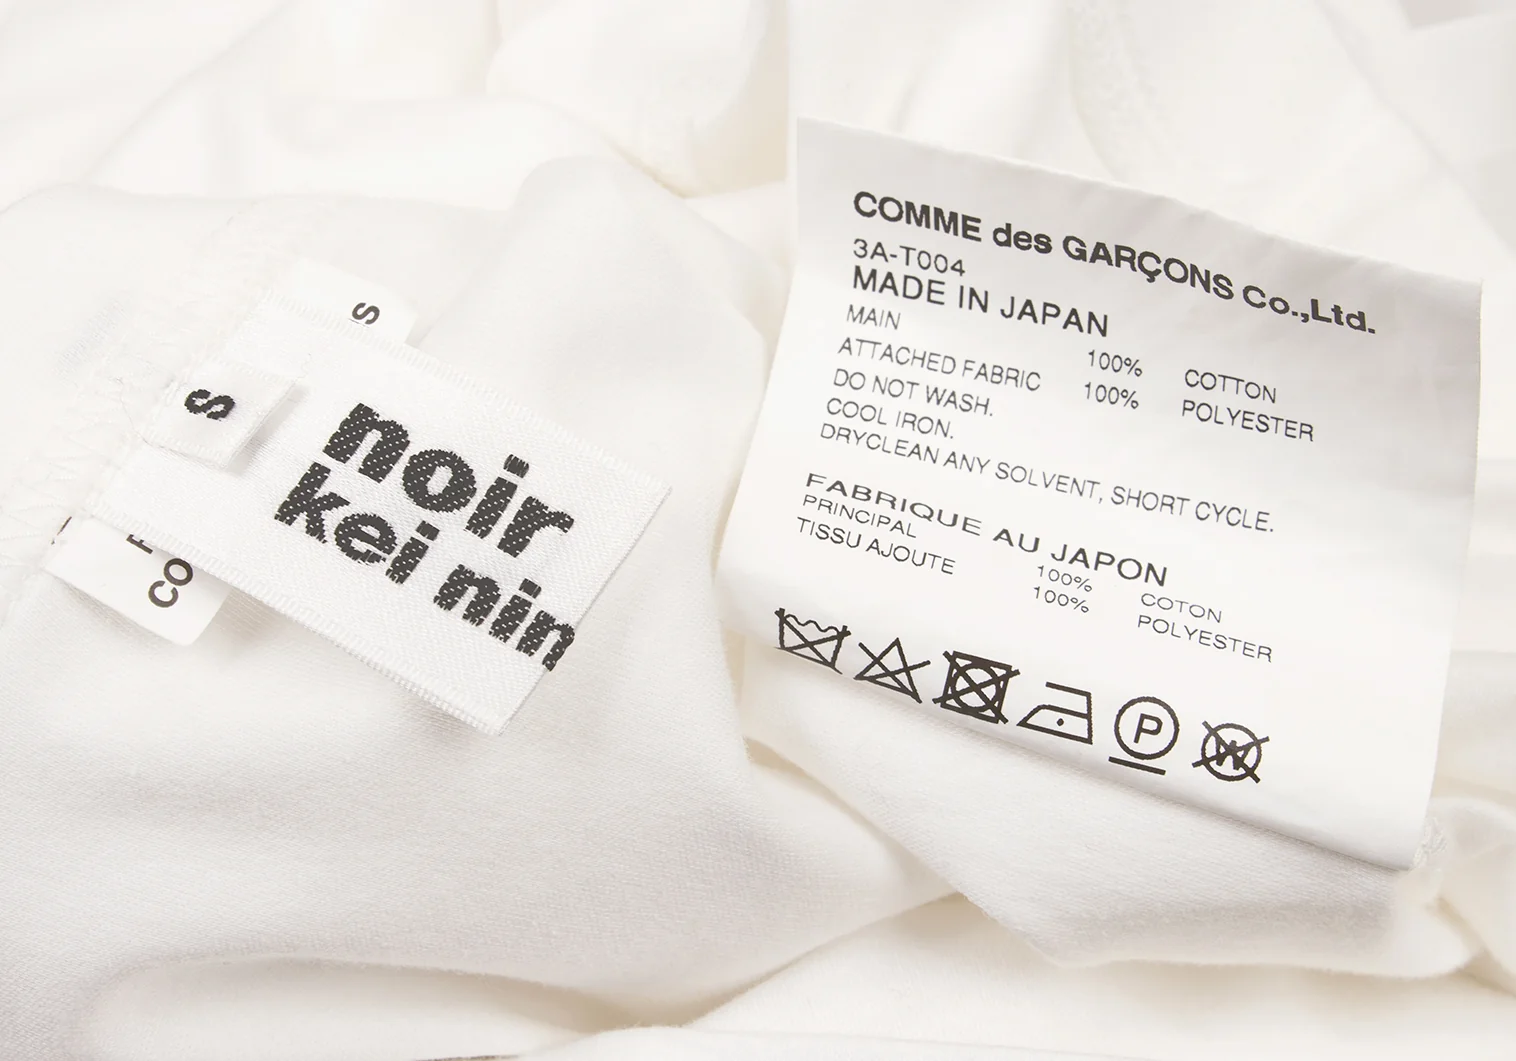 S
S
noir
kei nin
CO
COMME des GARÇONS Co.,Ltd.
3A-T004
MADE IN JAPAN
MAIN 100% COTTON
ATTACHED FABRIC 100% POLYESTER
DO NOT WASH.
COOL IRON.
DRYCLEAN ANY SOLVENT, SHORT CYCLE.
FABRIQUE AU JAPON
PRINCIPAL 100% COTON
TISSU AJOUTE 100% POLYESTER
P
W